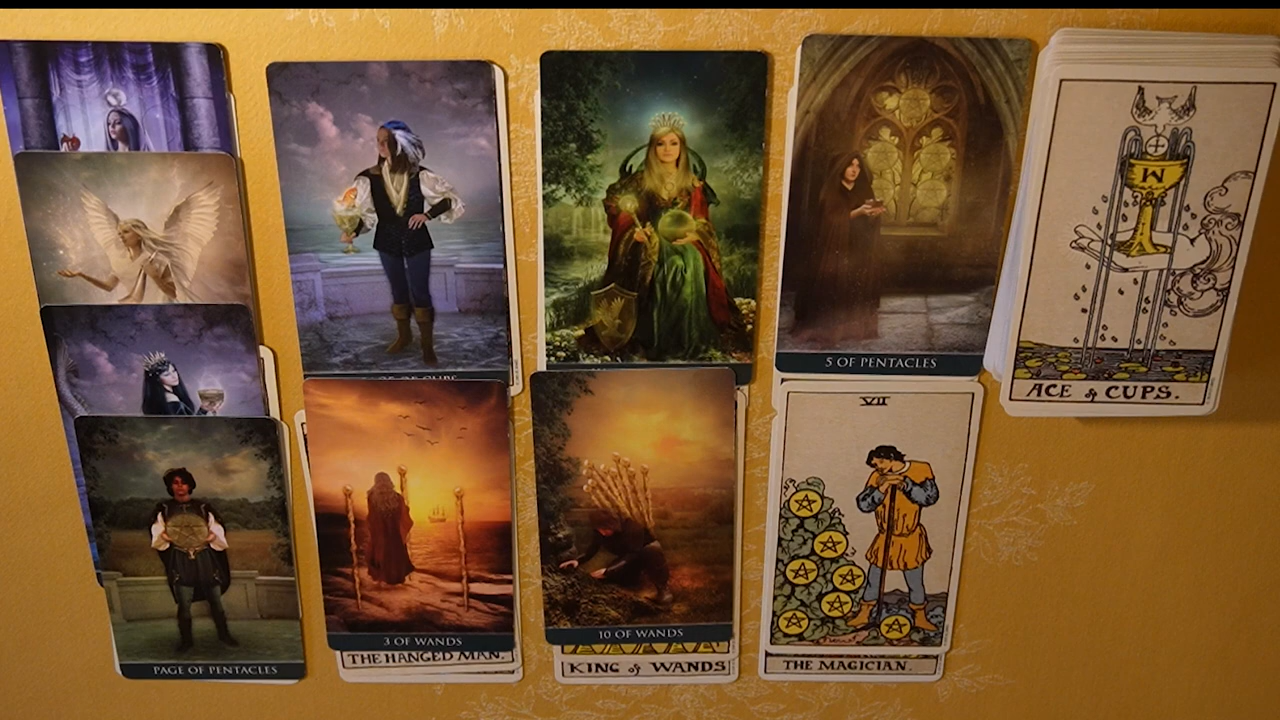 5 OF PENTACLES
ACE of CUPS.
VII
3 OF WANDS
THE HANGED MAN.
10 OF WANDS
KING of WANDS
THE MAGICIAN.
PAGE OF PENTACLES